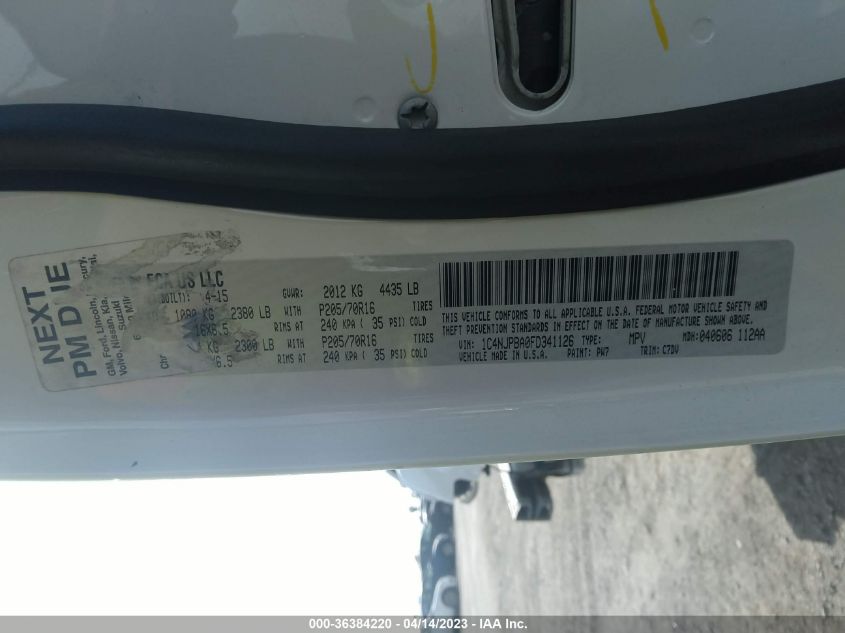 NEXT
PM D IE
GM, Ford, Lincoln,
Volvo, Nissan, Kia,
Suzuki
Chr
FCA US LLC
4-15 GVWR: 2012 KG 4435 LB
KG 2380 LB WITH P205/70R16 TIRES
16X6.5 RIMS AT 240 KPA ( 35 PSI) COLD
KG 2300 LB WITH P205/70R16 TIRES
6.5 RIMS AT 240 KPA ( 35 PSI) COLD
THIS VEHICLE CONFORMS TO ALL APPLICABLE U.S.A. FEDERAL MOTOR VEHICLE SAFETY AND
THEFT PREVENTION STANDARDS IN EFFECT ON THE DATE OF MANUFACTURE SHOWN ABOVE.
VIN: 1C4NJPBA0FD341126 TYPE: MPV MDH: 040606 112AA
VEHICLE MADE IN U.S.A. PAINT: PW7 TRIM: C7DV
000-36384220 - 04/14/2023 - IAA Inc.